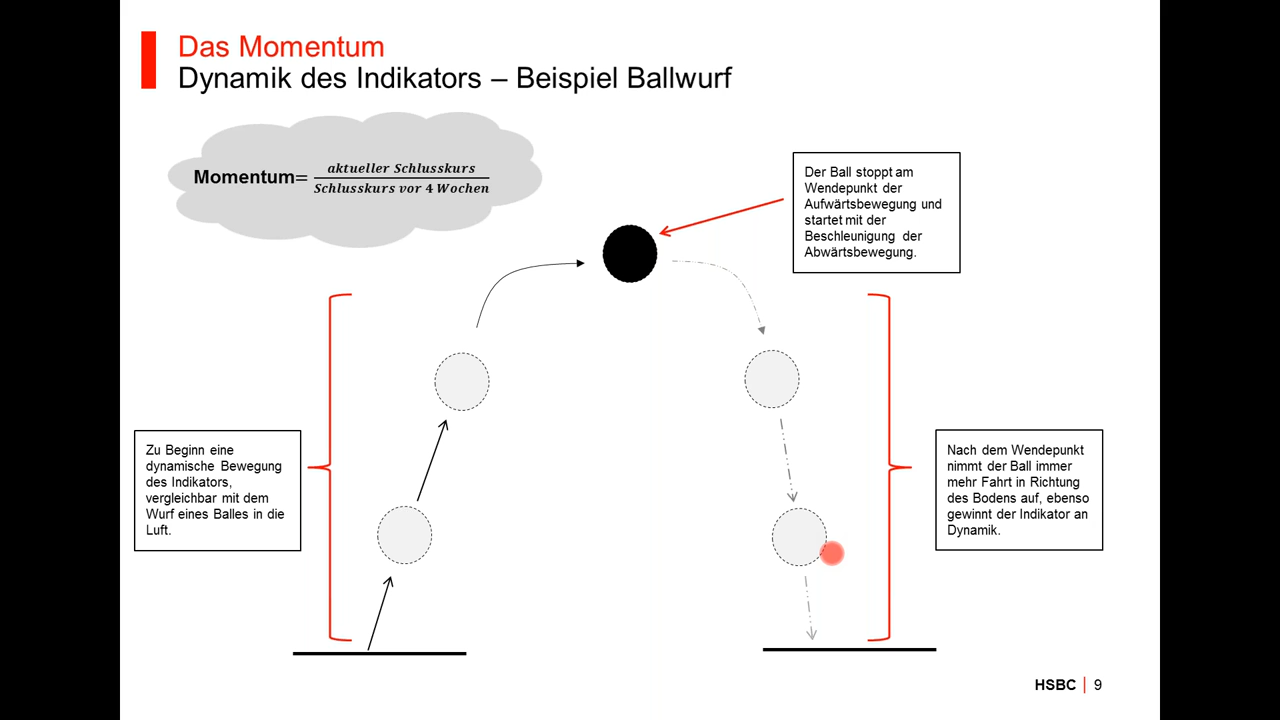 Das Momentum
Dynamik des Indikators – Beispiel Ballwurf
Momentum= aktueller Schlusskurs
Schlusskurs vor 4 Wochen
Der Ball stoppt am
Wendepunkt der
Aufwärtsbewegung und
startet mit der
Beschleunigung der
Abwärtsbewegung.
Zu Beginn eine
dynamische Bewegung
des Indikators,
vergleichbar mit dem
Wurf eines Balles in die
Luft.
Nach dem Wendepunkt
nimmt der Ball immer
mehr Fahrt in Richtung
des Bodens auf, ebenso
gewinnt der Indikator an
Dynamik.
HSBC | 9